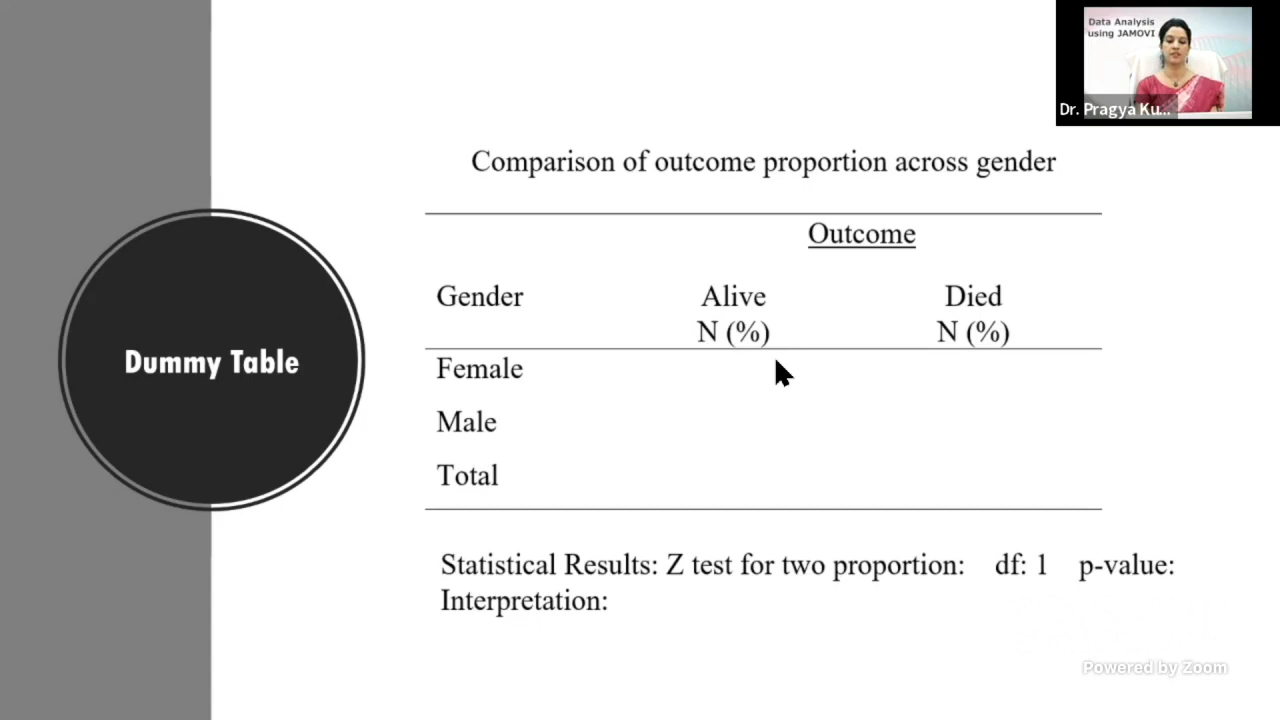 Data Analysis
using JAMOVI
Dr. Pragya Ku...
Comparison of outcome proportion across gender
Outcome
Gender Alive Died
N (%) N (%)
Dummy Table
Female
Male
Total
Statistical Results: Z test for two proportion: df: 1 p-value:
Interpretation:
Powered by Zoom